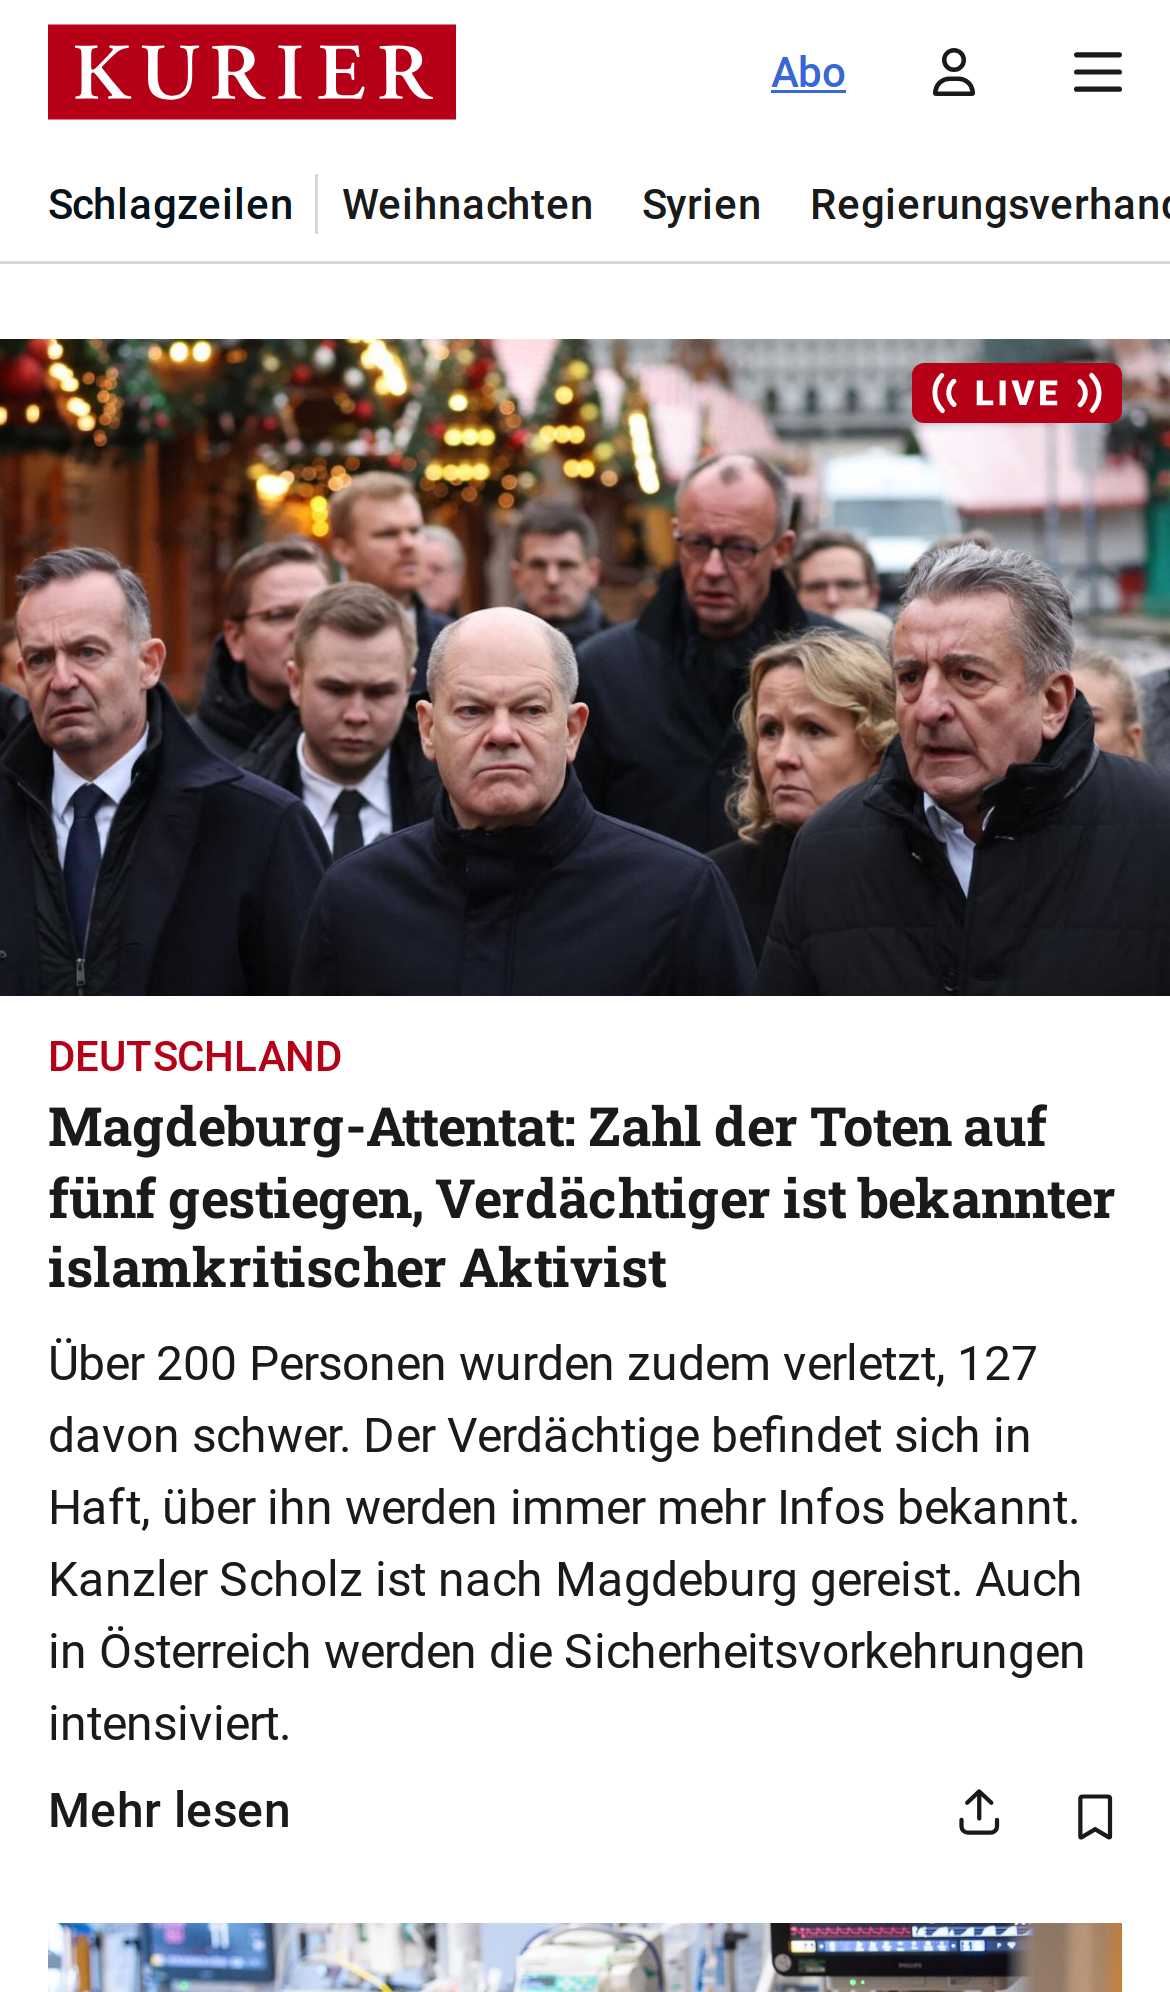 KURIER
Abo
Schlagzeilen
Weihnachten
Syrien
Regierungsverhand
LIVE
DEUTSCHLAND
Magdeburg-Attentat: Zahl der Toten auf
fünf gestiegen, Verdächtiger ist bekannter
islamkritischer Aktivist
Über 200 Personen wurden zudem verletzt, 127
davon schwer. Der Verdächtige befindet sich in
Haft, über ihn werden immer mehr Infos bekannt.
Kanzler Scholz ist nach Magdeburg gereist. Auch
in Österreich werden die Sicherheitsvorkehrungen
intensiviert.
Mehr lesen
PHILIPS